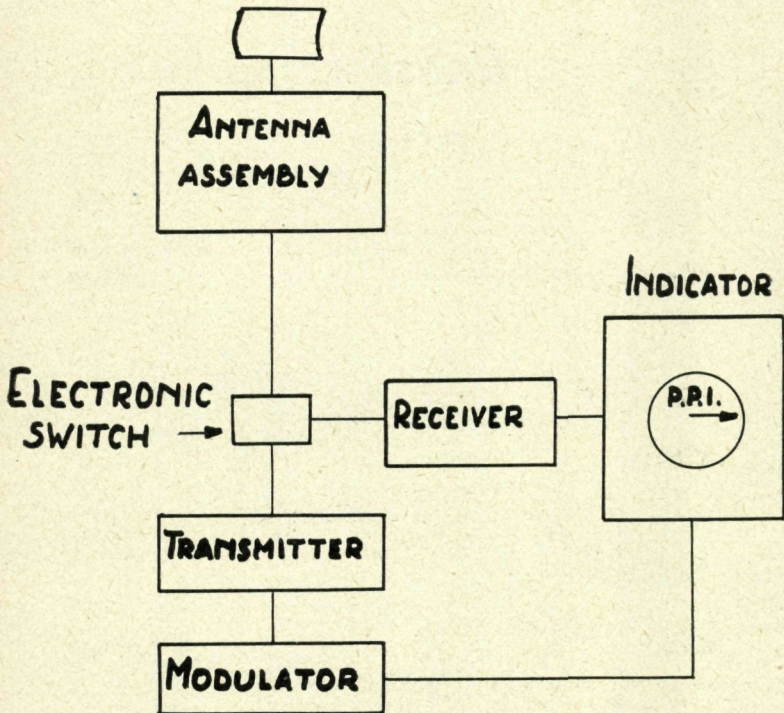 ANTENNA
ASSEMBLY
INDICATOR
ELECTRONIC
SWITCH
RECEIVER
P.P.I.
TRANSMITTER
MODULATOR